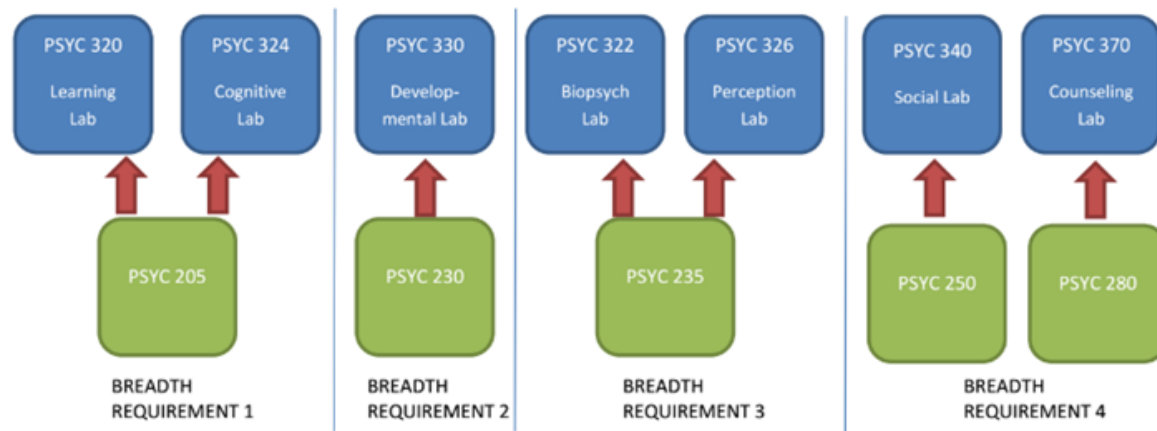 PSYC 320
Learning
Lab
PSYC 324
Cognitive
Lab
PSYC 330
Develop-
mental Lab
PSYC 322
Biopsych
Lab
PSYC 326
Perception
Lab
PSYC 340
Social Lab
PSYC 370
Counseling
Lab
PSYC 205
PSYC 230
PSYC 235
PSYC 250
PSYC 280
BREADTH
REQUIREMENT 1
BREADTH
REQUIREMENT 2
BREADTH
REQUIREMENT 3
BREADTH
REQUIREMENT 4